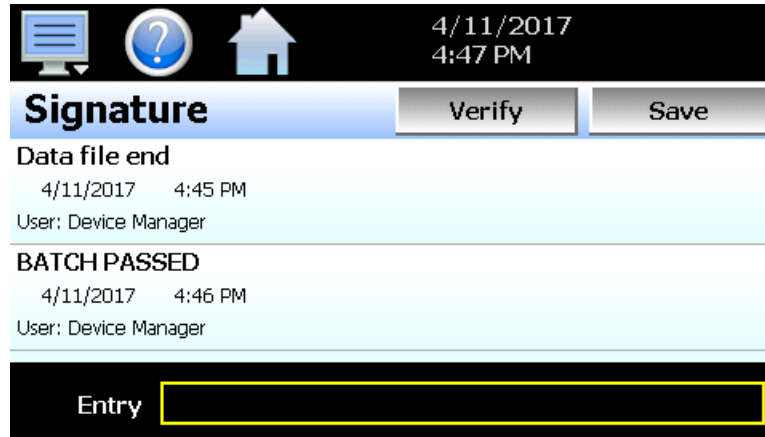 ?
4/11/2017
4:47 PM
Signature
Verify
Save
Data file end
4/11/2017 4:45 PM
User: Device Manager
BATCH PASSED
4/11/2017 4:46 PM
User: Device Manager
Entry